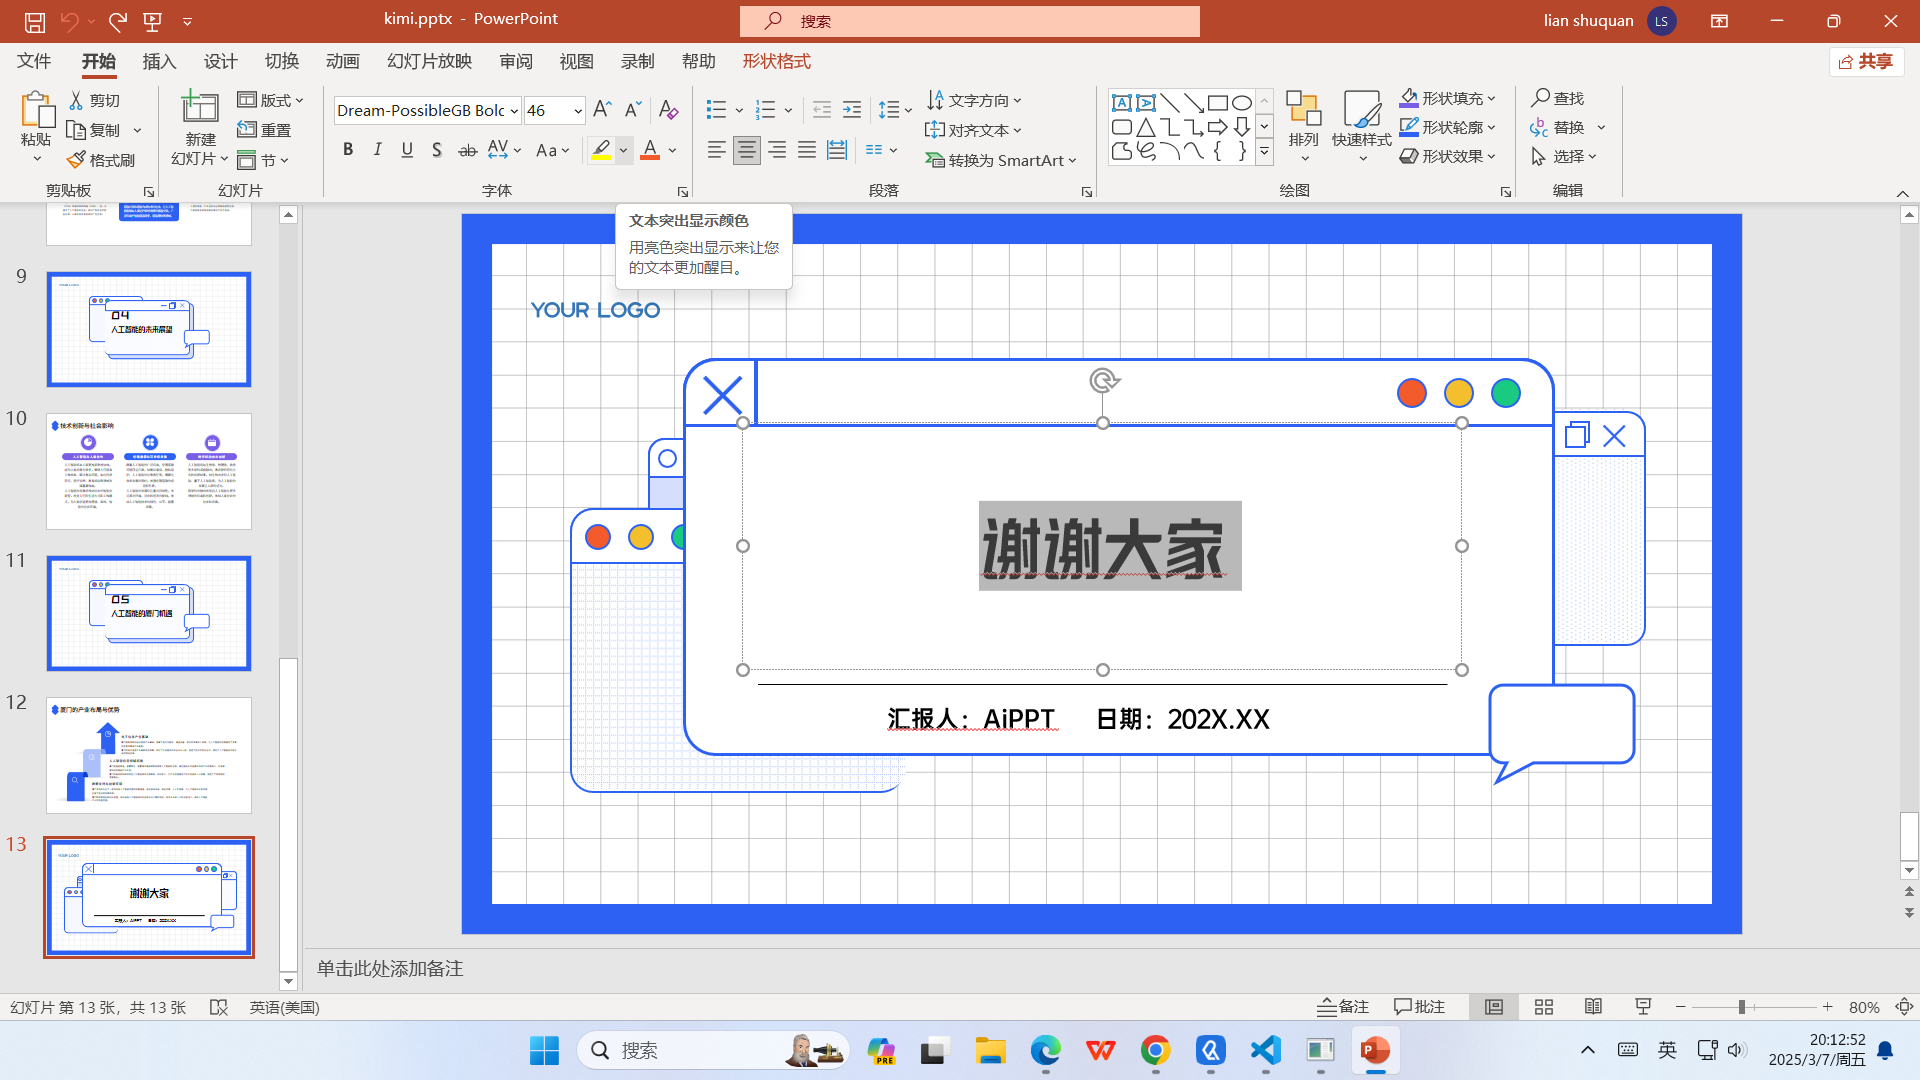 kimi.pptx - PowerPoint
搜索
lian shuquan
LS
文件 开始 插入 设计 切换 动画 幻灯片放映 审阅 视图 录制 帮助 形状格式
共享
粘贴
剪切
复制
格式刷
剪贴板
新建
幻灯片
版式
重置
节
幻灯片
Dream-PossibleGB Bolc
46
字体
文字方向
对齐文本
转换为 SmartArt
段落
排列
快速样式
形状填充
形状轮廓
形状效果
绘图
查找
替换
选择
编辑
文本突出显示颜色
用亮色突出显示来让您
的文本更加醒目。
9
04
人工智能的未来展望
10
技术创新与社会影响
11
05
人工智能的厦门机遇
12
厦门的产业布局与优势
13
谢谢大家
YOUR LOGO
谢谢大家
汇报人：AiPPT 日期：202X.XX
单击此处添加备注
幻灯片 第 13 张，共 13 张
英语(美国)
备注
批注
80%
搜索
PRE
英
20:12:52
2025/3/7/周五